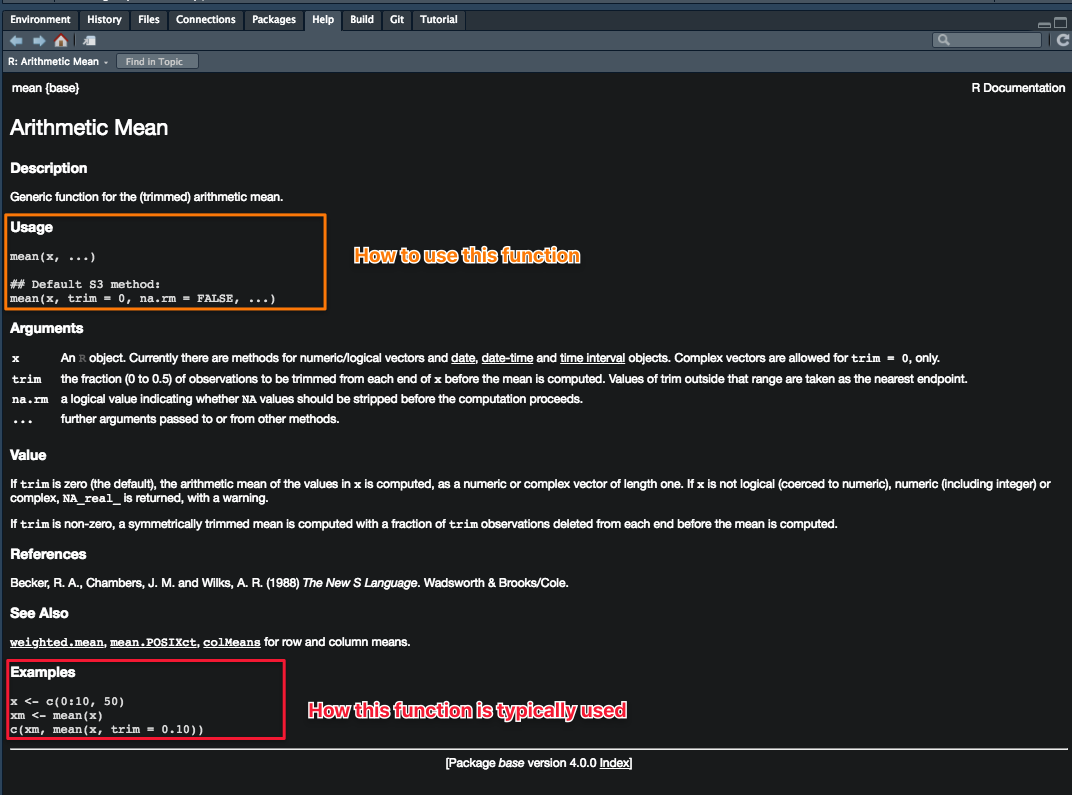 Environment History Files Connections Packages Help Build Git Tutorial
R: Arithmetic Mean Find in Topic
mean {base} R Documentation
Arithmetic Mean
Description
Generic function for the (trimmed) arithmetic mean.
Usage
How to use this function
mean(x, ...)
## Default S3 method:
mean(x, trim = 0, na.rm = FALSE, ...)
Arguments
x An R object. Currently there are methods for numeric/logical vectors and date, date-time and time interval objects. Complex vectors are allowed for trim = 0, only.
trim the fraction (0 to 0.5) of observations to be trimmed from each end of x before the mean is computed. Values of trim outside that range are taken as the nearest endpoint.
na.rm a logical value indicating whether NA values should be stripped before the computation proceeds.
... further arguments passed to or from other methods.
Value
If trim is zero (the default), the arithmetic mean of the values in x is computed, as a numeric or complex vector of length one. If x is not logical (coerced to numeric), numeric (including integer) or
complex, NA_real_ is returned, with a warning.
If trim is non-zero, a symmetrically trimmed mean is computed with a fraction of trim observations deleted from each end before the mean is computed.
References
Becker, R. A., Chambers, J. M. and Wilks, A. R. (1988) The New S Language. Wadsworth & Brooks/Cole.
See Also
weighted.mean, mean.POSIXct, colMeans for row and column means.
Examples
x <- c(0:10, 50)
xm <- mean(x)
How this function is typically used
c(xm, mean(x, trim = 0.10))
[Package base version 4.0.0 Index]